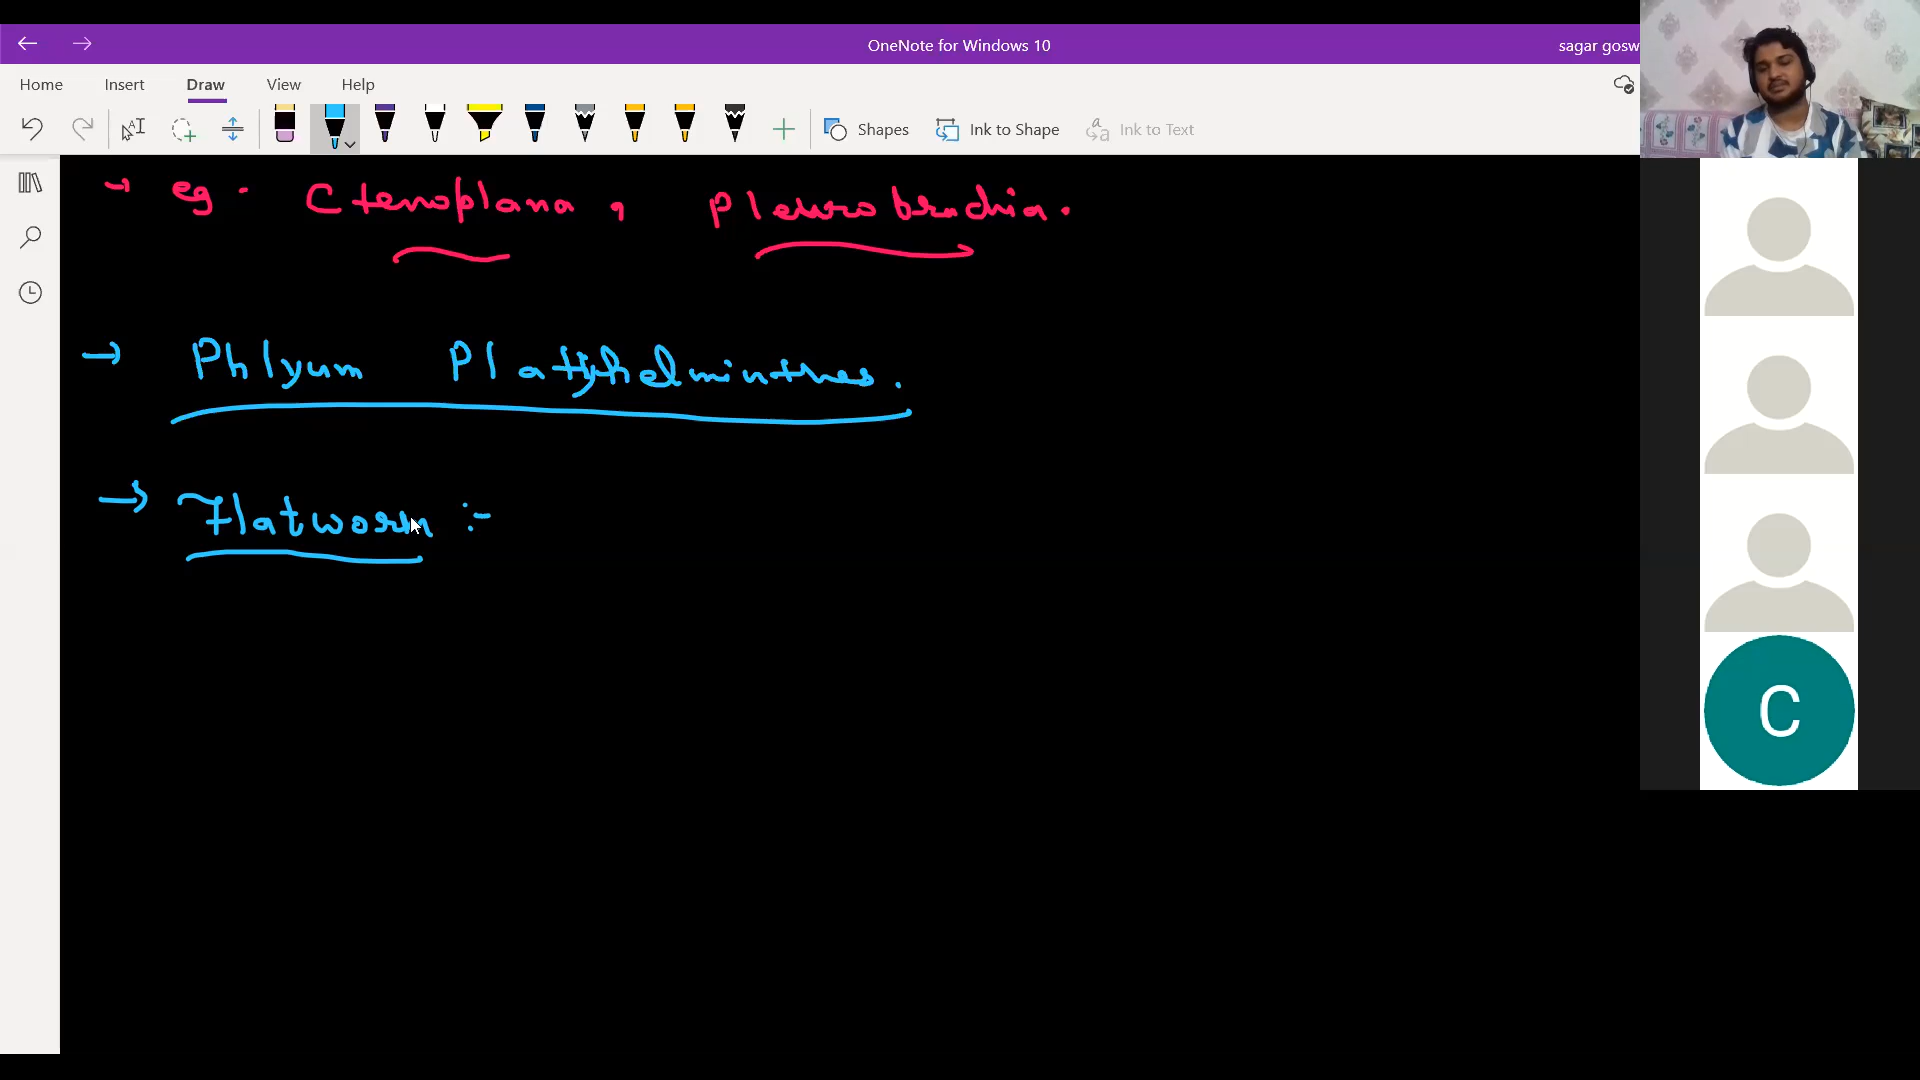 OneNote for Windows 10
sagar gosw
Home Insert Draw View Help
Shapes Ink to Shape Ink to Text
→ eg. Ctenoplana, Pleurobrachia.
→ Phlyum Platyhelminthes.
→ Flatworm :-
C